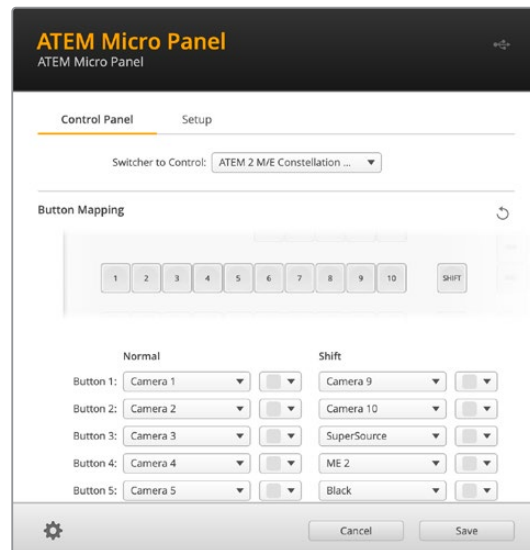 ATEM Micro Panel
ATEM Micro Panel
Control Panel Setup
Switcher to Control: ATEM 2 M/E Constellation ...
Button Mapping
1 2 3 4 5 6 7 8 9 10 SHIFT
Normal Shift
Button 1: Camera 1 Camera 9
Button 2: Camera 2 Camera 10
Button 3: Camera 3 SuperSource
Button 4: Camera 4 ME 2
Button 5: Camera 5 Black
Cancel Save